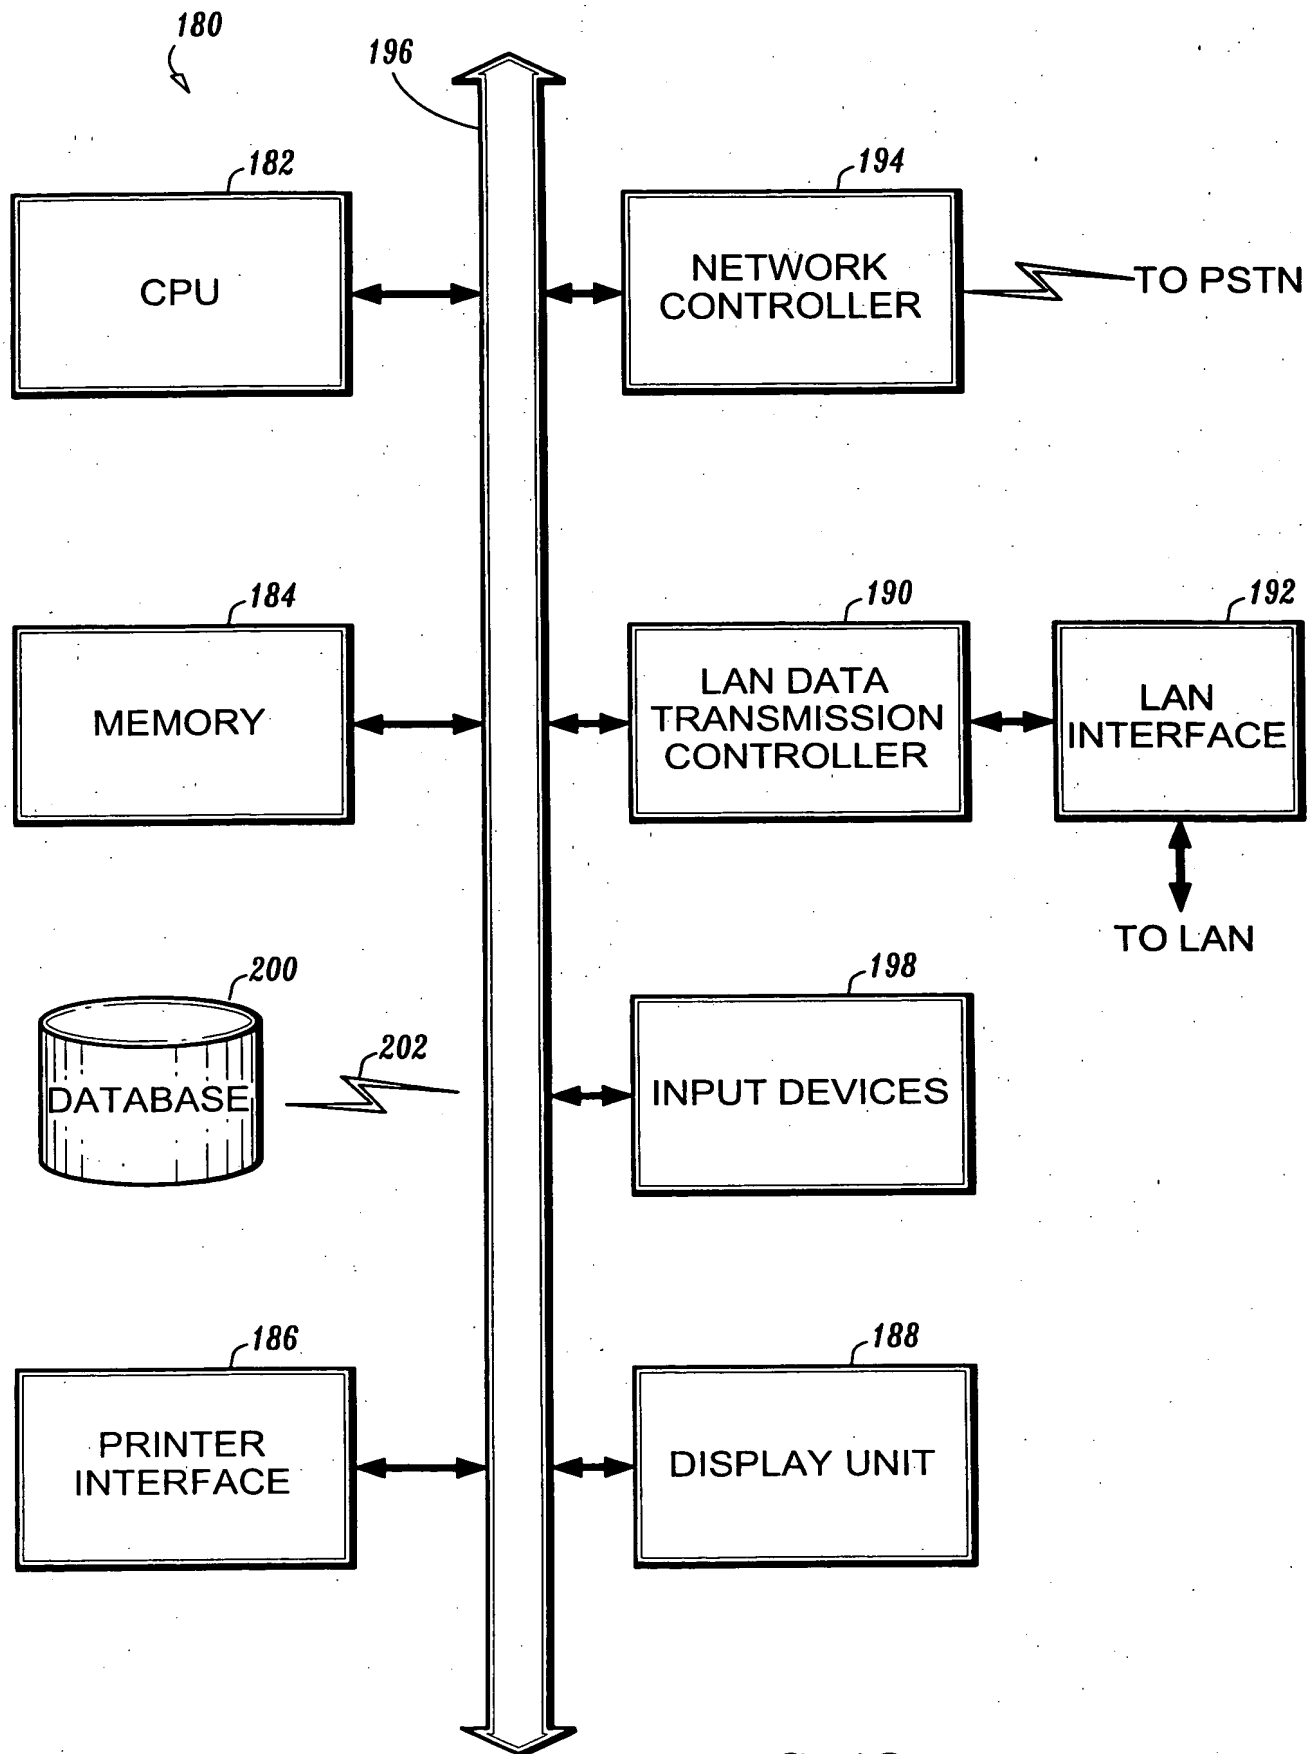 180
196
182
CPU
194
NETWORK
CONTROLLER
TO PSTN
184
MEMORY
190
LAN DATA
TRANSMISSION
CONTROLLER
192
LAN
INTERFACE
TO LAN
200
DATABASE
202
198
INPUT DEVICES
186
PRINTER
INTERFACE
188
DISPLAY UNIT